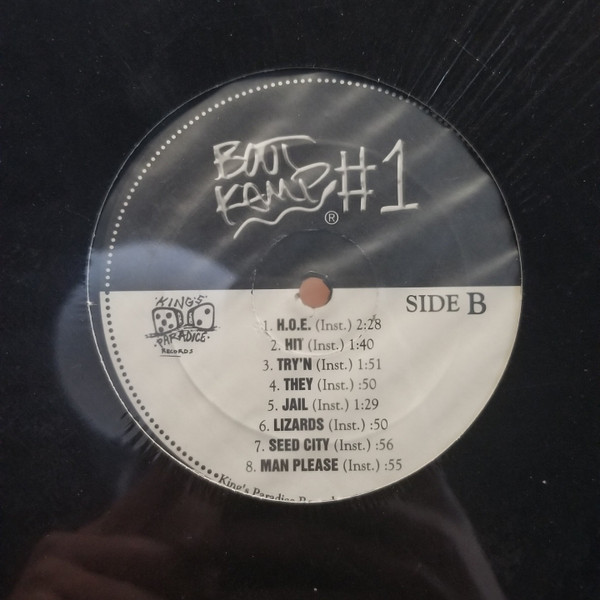 BOOT
KAMP #1
®
SIDE B
KING'S
PARADICE
RECORDS
1. H.O.E. (Inst.) 2:28
2. HIT (Inst.) 1:40
3. TRY'N (Inst.) 1:51
4. THEY (Inst.) :50
5. JAIL (Inst.) 1:29
6. LIZARDS (Inst.) :50
7. SEED CITY (Inst.) :56
8. MAN PLEASE (Inst.) :55
King's